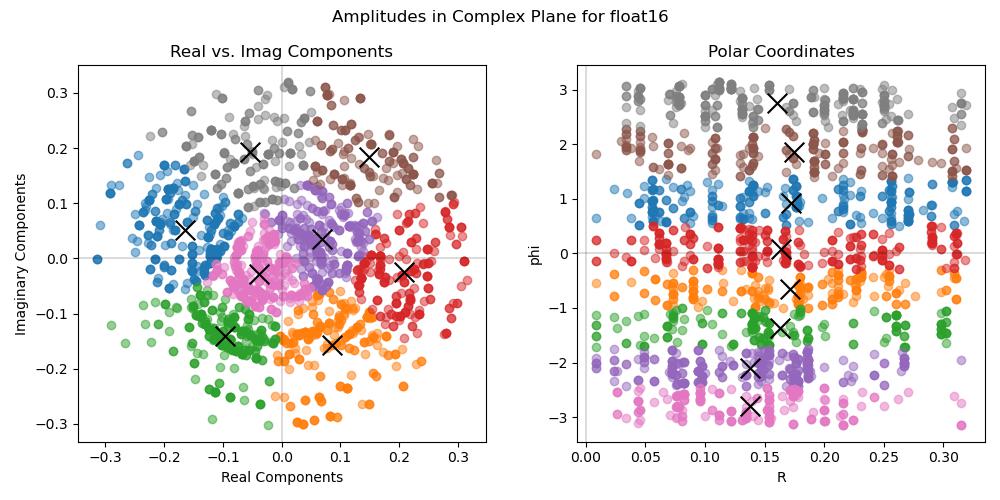 Amplitudes in Complex Plane for float16
Real vs. Imag Components
Imaginary Components
0.3
0.2
0.1
0.0
−0.1
−0.2
−0.3
−0.3 −0.2 −0.1 0.0 0.1 0.2 0.3
Real Components
Polar Coordinates
phi
3
2
1
0
−1
−2
−3
0.00 0.05 0.10 0.15 0.20 0.25 0.30
R